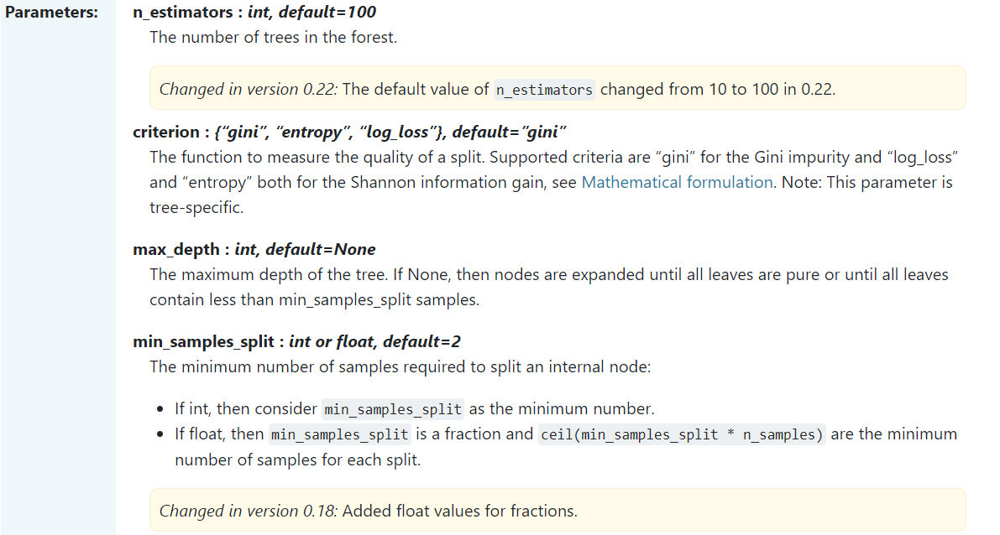 Parameters:
n_estimators : int, default=100
The number of trees in the forest.
Changed in version 0.22: The default value of n_estimators changed from 10 to 100 in 0.22.
criterion : {“gini”, “entropy”, “log_loss”}, default=”gini”
The function to measure the quality of a split. Supported criteria are “gini” for the Gini impurity and “log_loss”
and “entropy” both for the Shannon information gain, see Mathematical formulation. Note: This parameter is
tree-specific.
max_depth : int, default=None
The maximum depth of the tree. If None, then nodes are expanded until all leaves are pure or until all leaves
contain less than min_samples_split samples.
min_samples_split : int or float, default=2
The minimum number of samples required to split an internal node:
• If int, then consider min_samples_split as the minimum number.
• If float, then min_samples_split is a fraction and ceil(min_samples_split * n_samples) are the minimum
number of samples for each split.
Changed in version 0.18: Added float values for fractions.